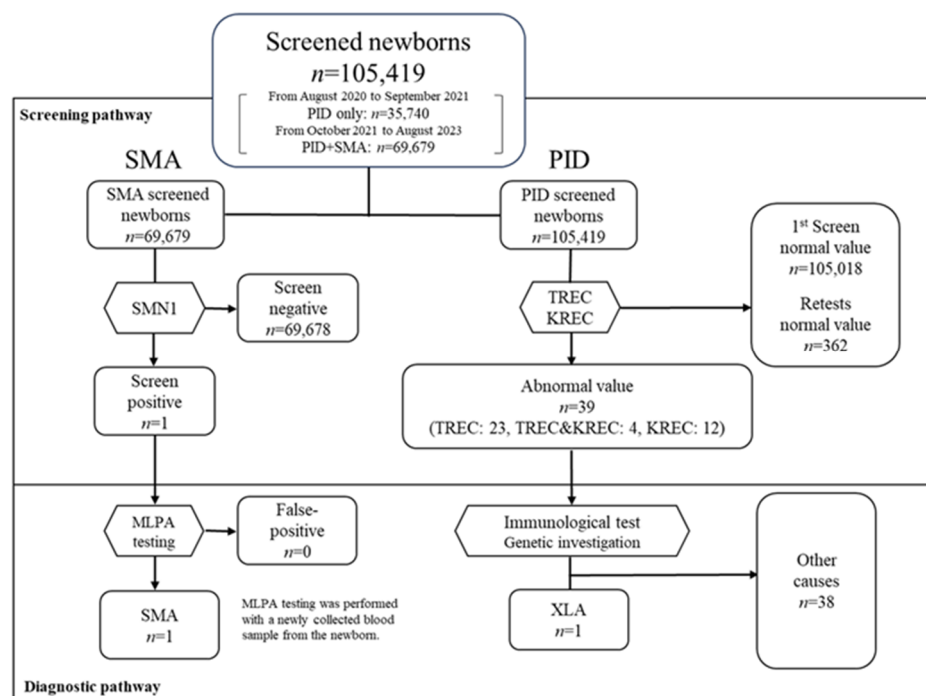 Screened newborns
n=105,419
From August 2020 to September 2021
PID only: n=35,740
From October 2021 to August 2023
PID+SMA: n=69,679
Screening pathway
SMA
PID
SMA screened
newborns
n=69,679
PID screened
newborns
n=105,419
1st Screen
normal value
n=105,018
Retests
normal value
n=362
SMN1
Screen
negative
n=69,678
TREC
KREC
Screen
positive
n=1
Abnormal value
n=39
(TREC: 23, TREC&KREC: 4, KREC: 12)
MLPA
testing
False-
positive
n=0
Immunological test
Genetic investigation
Other
causes
n=38
SMA
n=1
MLPA testing was performed
with a newly collected blood
sample from the newborn.
XLA
n=1
Diagnostic pathway